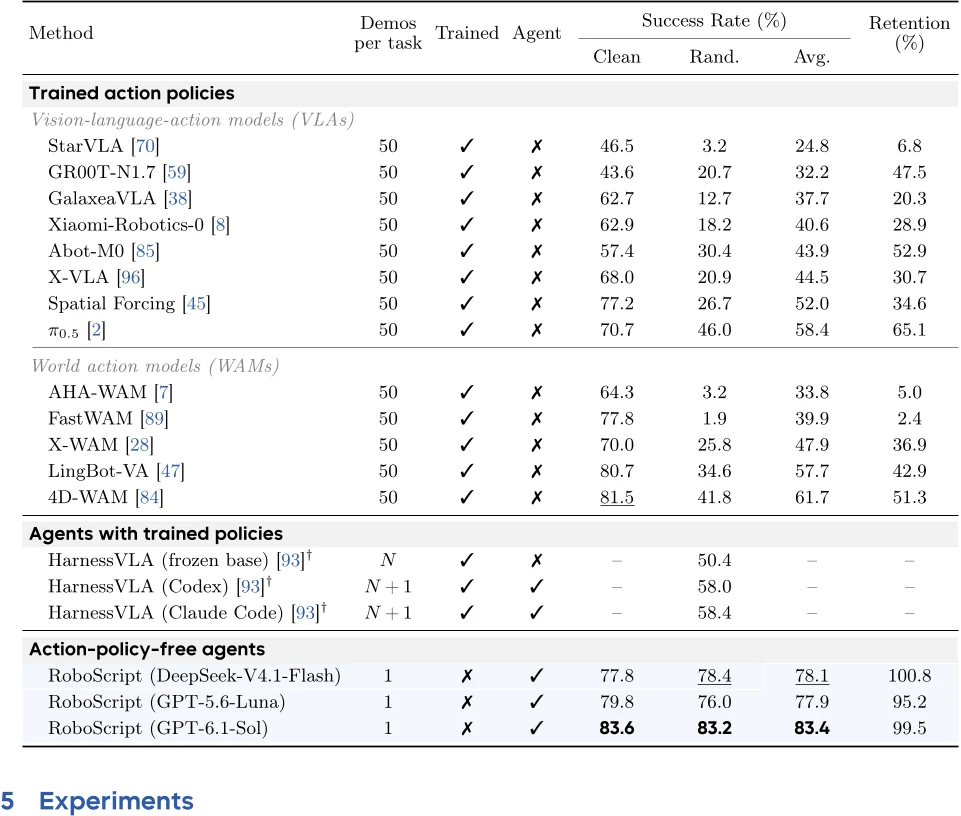 Method Demos per task Trained Agent Success Rate (%) Retention (%)
Clean Rand. Avg.
Trained action policies
Vision-language-action models (VLAs)
StarVLA [70] 50 ✓ ✗ 46.5 3.2 24.8 6.8
GR00T-N1.7 [59] 50 ✓ ✗ 43.6 20.7 32.2 47.5
GalaxeaVLA [38] 50 ✓ ✗ 62.7 12.7 37.7 20.3
Xiaomi-Robotics-0 [8] 50 ✓ ✗ 62.9 18.2 40.6 28.9
Abot-M0 [85] 50 ✓ ✗ 57.4 30.4 43.9 52.9
X-VLA [96] 50 ✓ ✗ 68.0 20.9 44.5 30.7
Spatial Forcing [45] 50 ✓ ✗ 77.2 26.7 52.0 34.6
π0.5 [2] 50 ✓ ✗ 70.7 46.0 58.4 65.1
World action models (WAMs)
AHA-WAM [7] 50 ✓ ✗ 64.3 3.2 33.8 5.0
FastWAM [89] 50 ✓ ✗ 77.8 1.9 39.9 2.4
X-WAM [28] 50 ✓ ✗ 70.0 25.8 47.9 36.9
LingBot-VA [47] 50 ✓ ✗ 80.7 34.6 57.7 42.9
4D-WAM [84] 50 ✓ ✗ 81.5 41.8 61.7 51.3
Agents with trained policies
HarnessVLA (frozen base) [93]† N ✓ ✗ – 50.4 – –
HarnessVLA (Codex) [93]† N + 1 ✓ ✓ – 58.0 – –
HarnessVLA (Claude Code) [93]† N + 1 ✓ ✓ – 58.4 – –
Action-policy-free agents
RoboScript (DeepSeek-V4.1-Flash) 1 ✗ ✓ 77.8 78.4 78.1 100.8
RoboScript (GPT-5.6-Luna) 1 ✗ ✓ 79.8 76.0 77.9 95.2
RoboScript (GPT-6.1-Sol) 1 ✗ ✓ 83.6 83.2 83.4 99.5
5 Experiments